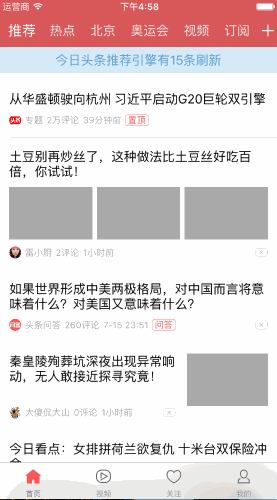 运营商 下午4:58
推荐 热点 北京 奥运会 视频 订阅 +
今日头条推荐引擎有15条刷新
从华盛顿驶向杭州 习近平启动G20巨轮双引擎
头条 专题 2万评论 39分钟前 置顶
土豆别再炒丝了，这种做法比土豆丝好吃百
倍，你试试！
雷小厨 2评论 1小时前
如果世界形成中美两极格局，对中国而言将意
味着什么？对美国又意味着什么？
头条问答 260评论 7-15 23:51 问答
秦皇陵殉葬坑深夜出现异常响
动，无人敢接近探寻究竟！
大傻侃大山 0评论 1小时前
今日看点：女排拼荷兰欲复仇 十米台双保险冲
金
首页 视频 关注 我的